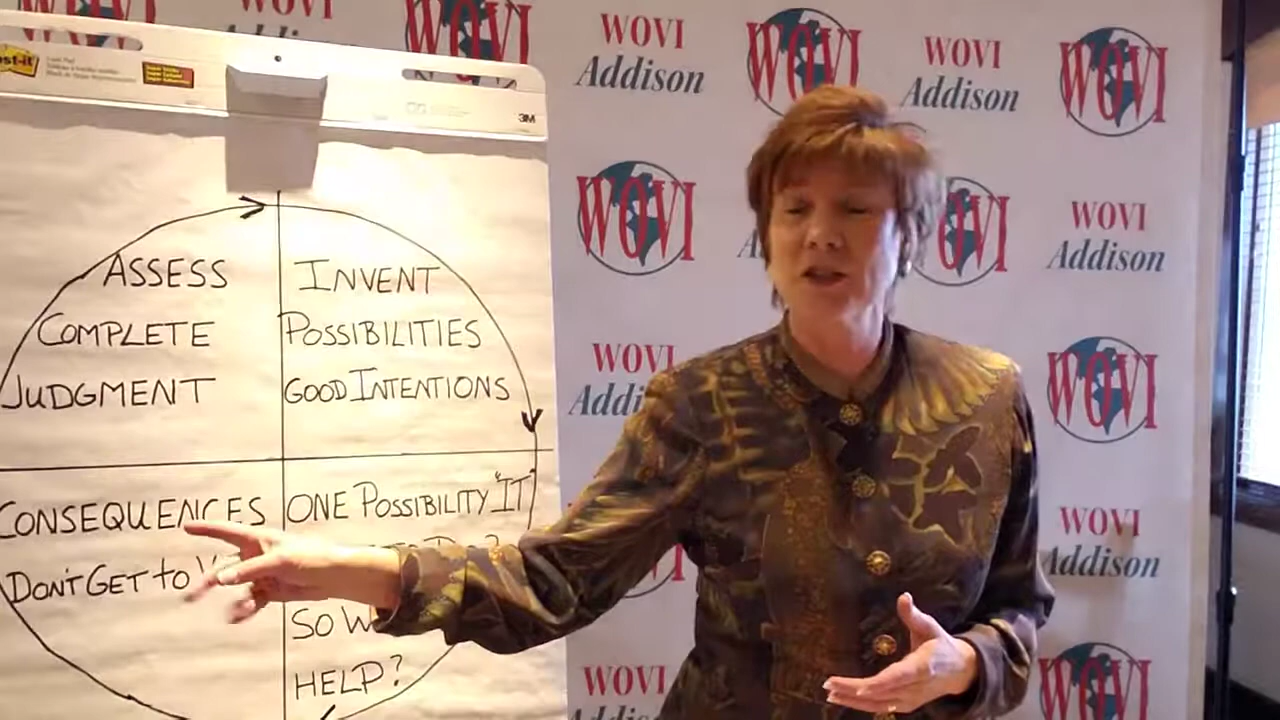 WOVI
Addison
WOVI
WOVI
Addison
WOVI
Post-it
3M
WOVI
WOVI
Addison
WOVI
WOVI
Addison
WOVI
WOVI
Addison
WOVI
WOVI
ASSESS
COMPLETE
JUDGMENT
INVENT
POSSIBILITIES
GOOD INTENTIONS
CONSEQUENCES
DON'T GET to
ONE POSSIBILITY "IT
SO
HELP?